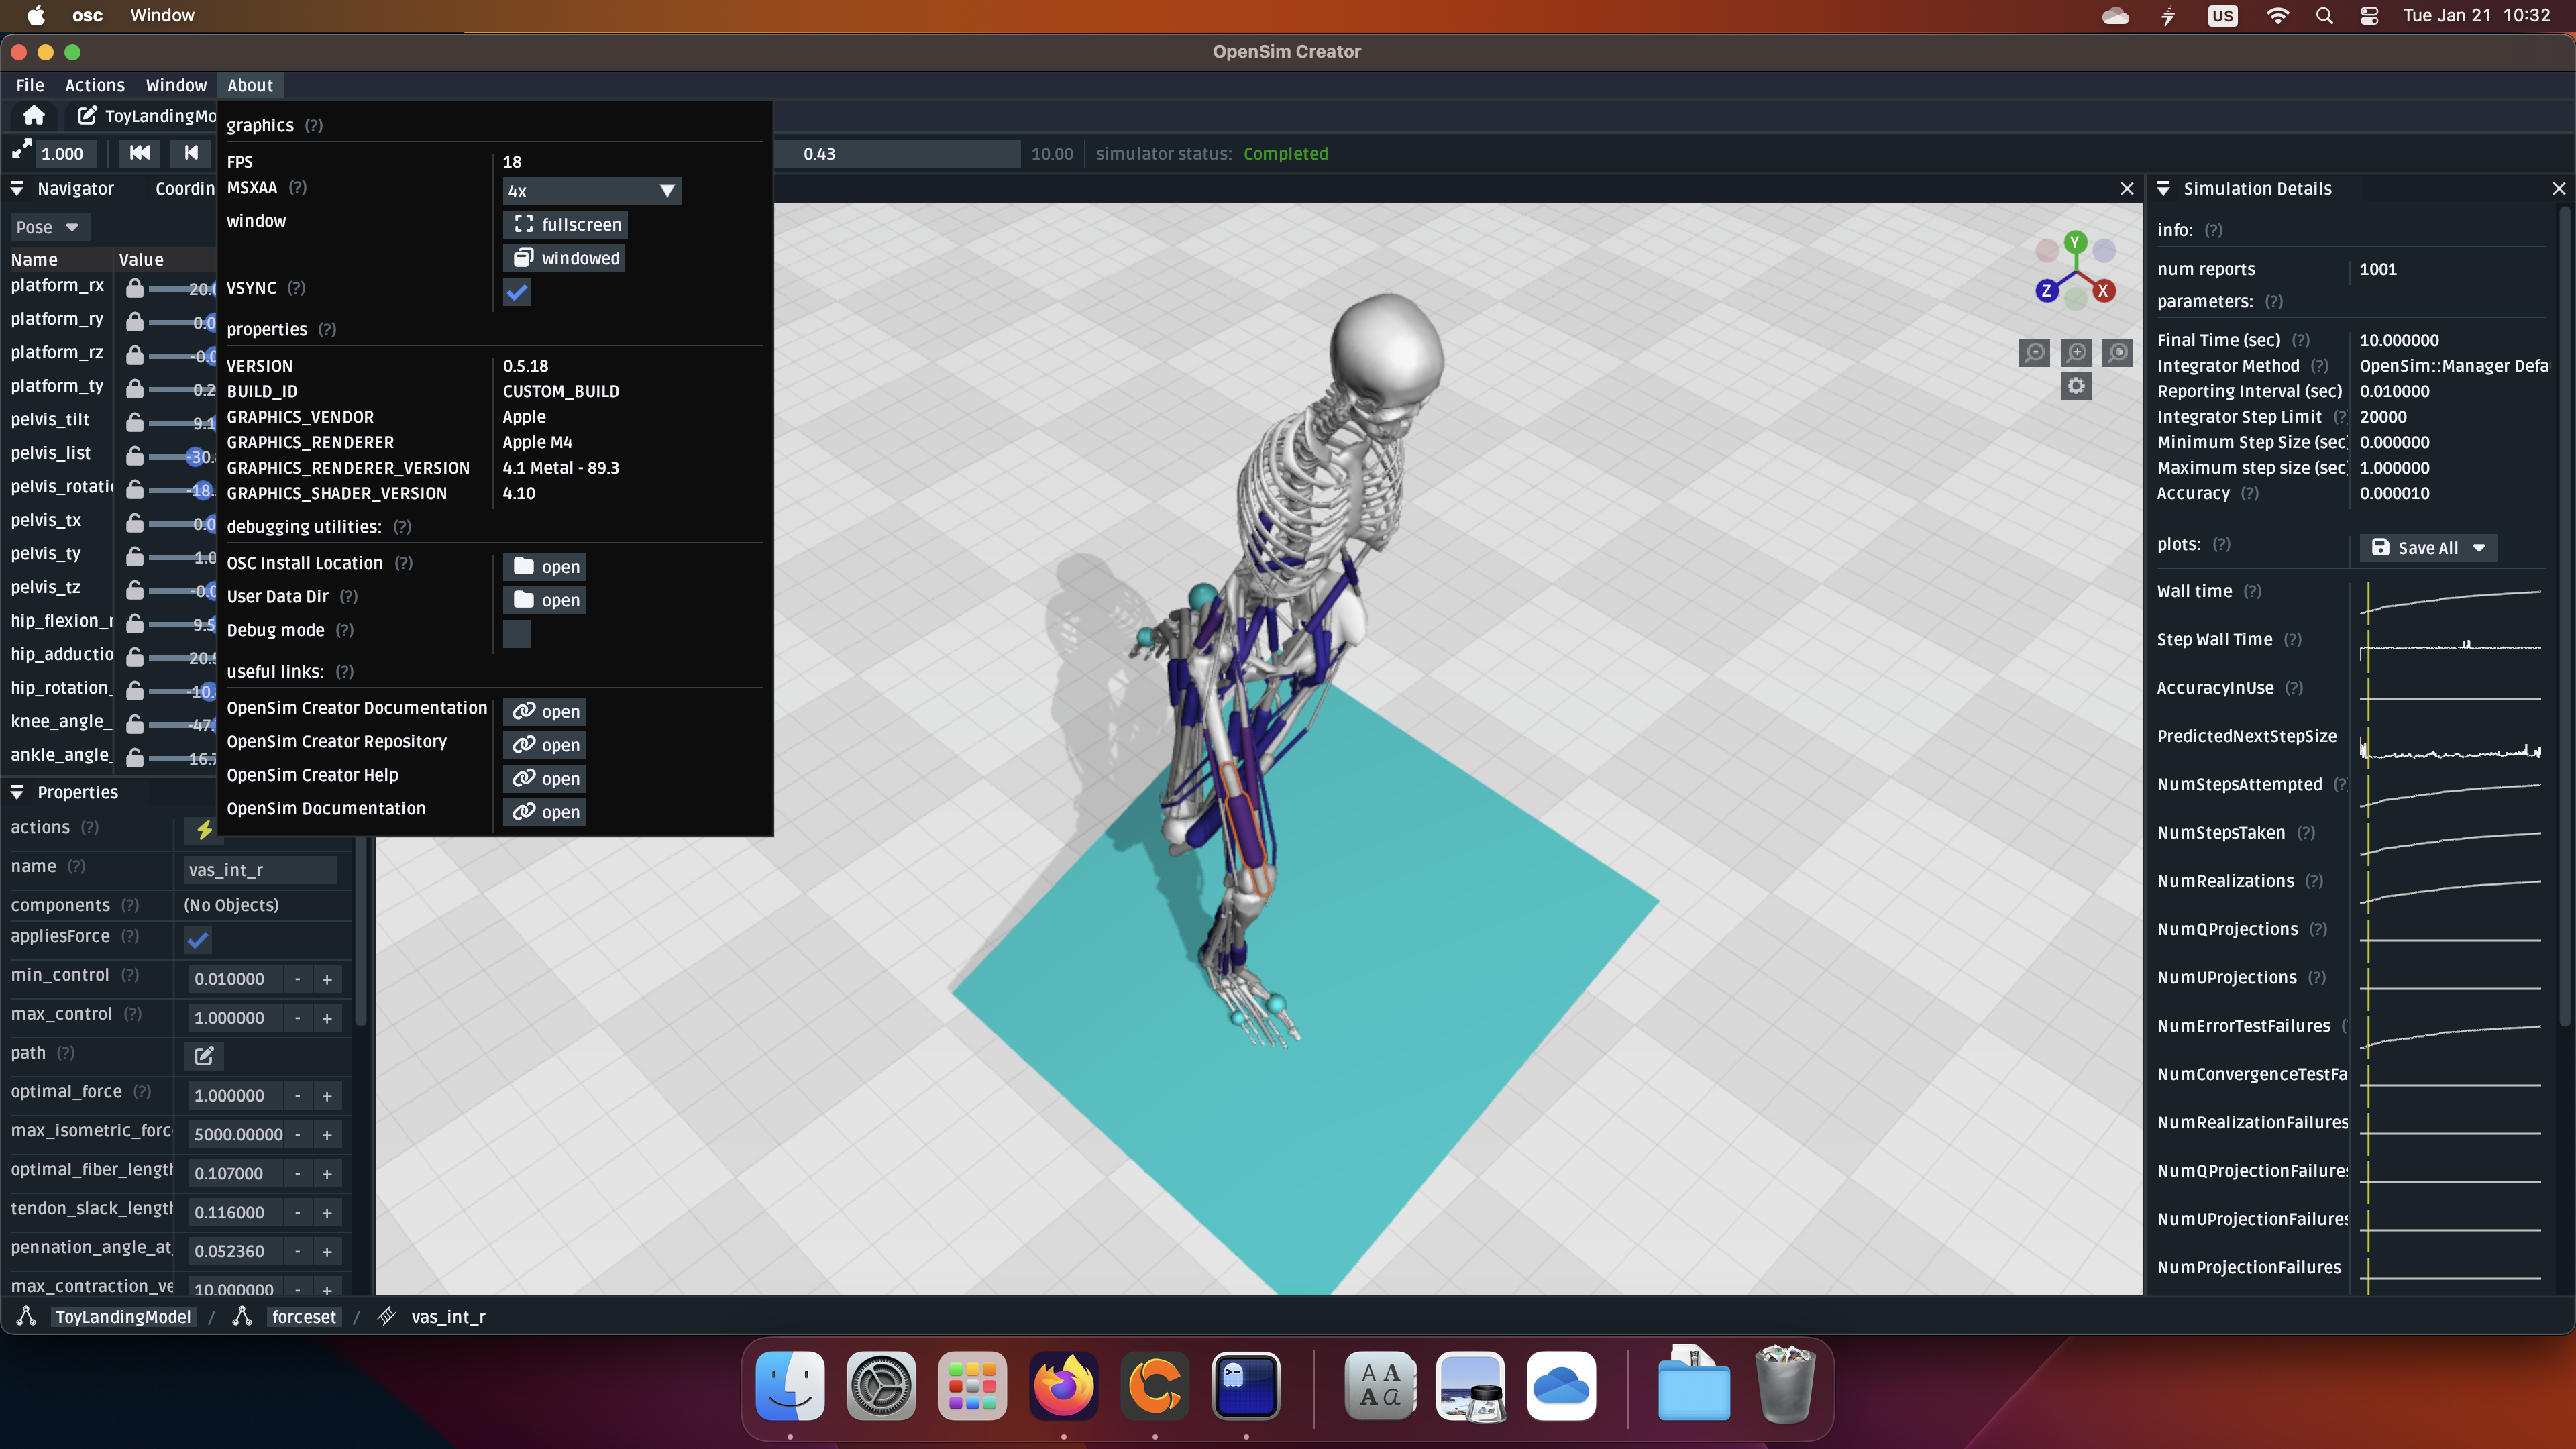 osc Window US Tue Jan 21 10:32
OpenSim Creator
File Actions Window About
ToyLandingMo
1.000 0.43 10.00 simulator status: Completed
Navigator Coordin
Pose
Name Value
platform_rx 20.0
platform_ry 0.0
platform_rz -0.0
platform_ty 0.2
pelvis_tilt 9.1
pelvis_list -30.
pelvis_rotati -18.
pelvis_tx 0.0
pelvis_ty 1.0
pelvis_tz -0.0
hip_flexion_r 9.5
hip_adductio 20.5
hip_rotation_ -10.
knee_angle_ -47.
ankle_angle_ 16.7
graphics (?)
FPS 18
MSXAA (?) 4x
window fullscreen
windowed
VSYNC (?)
properties (?)
VERSION 0.5.18
BUILD_ID CUSTOM_BUILD
GRAPHICS_VENDOR Apple
GRAPHICS_RENDERER Apple M4
GRAPHICS_RENDERER_VERSION 4.1 Metal - 89.3
GRAPHICS_SHADER_VERSION 4.10
debugging utilities: (?)
OSC Install Location (?) open
User Data Dir (?) open
Debug mode (?)
useful links: (?)
OpenSim Creator Documentation open
OpenSim Creator Repository open
OpenSim Creator Help open
OpenSim Documentation open
Properties
actions (?)
name (?) vas_int_r
components (?) (No Objects)
appliesForce (?)
min_control (?) 0.010000 - +
max_control (?) 1.000000 - +
path (?)
optimal_force (?) 1.000000 - +
max_isometric_forc 5000.00000 - +
optimal_fiber_length 0.107000 - +
tendon_slack_length 0.116000 - +
pennation_angle_at_ 0.052360 - +
max_contraction_ve 10.000000 - +
Y
Z X
Simulation Details
info: (?)
num reports 1001
parameters: (?)
Final Time (sec) (?) 10.000000
Integrator Method (?) OpenSim::Manager Defa
Reporting Interval (sec) 0.010000
Integrator Step Limit (? 20000
Minimum Step Size (sec 0.000000
Maximum step size (sec 1.000000
Accuracy (?) 0.000010
plots: (?) Save All
Wall time (?)
Step Wall Time (?)
AccuracyInUse (?)
PredictedNextStepSize
NumStepsAttempted (?
NumStepsTaken (?)
NumRealizations (?)
NumQProjections (?)
NumUProjections (?)
NumErrorTestFailures (
NumConvergenceTestFa
NumRealizationFailures
NumQProjectionFailures
NumUProjectionFailures
NumProjectionFailures
ToyLandingModel / forceset / vas_int_r
A A
A a